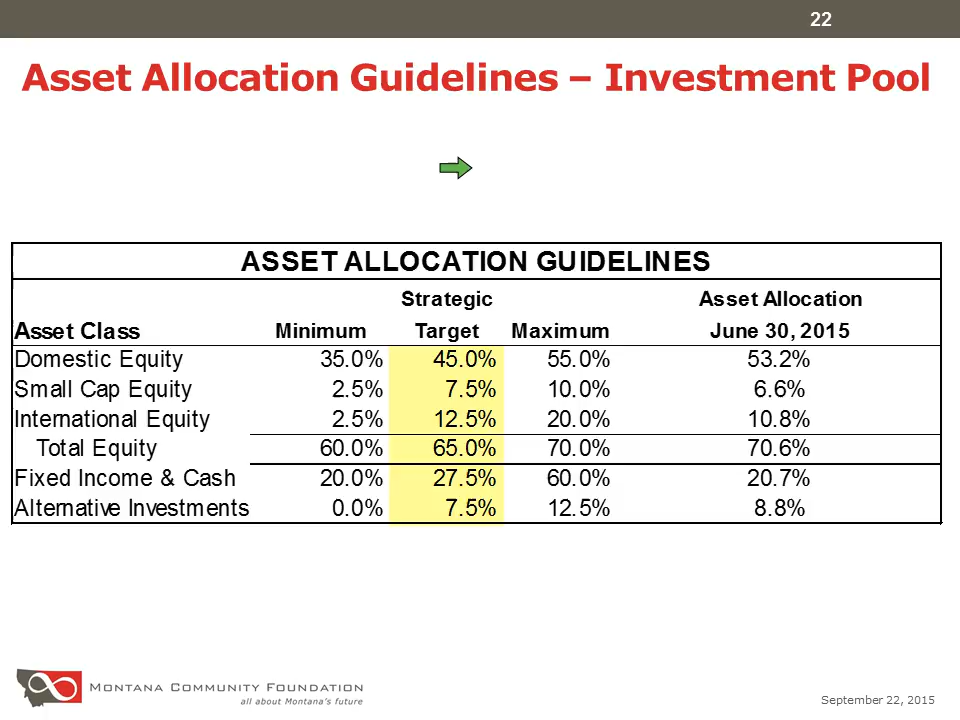 22
Asset Allocation Guidelines – Investment Pool
ASSET ALLOCATION GUIDELINES
Strategic Asset Allocation
Asset Class Minimum Target Maximum June 30, 2015
Domestic Equity 35.0% 45.0% 55.0% 53.2%
Small Cap Equity 2.5% 7.5% 10.0% 6.6%
International Equity 2.5% 12.5% 20.0% 10.8%
Total Equity 60.0% 65.0% 70.0% 70.6%
Fixed Income & Cash 20.0% 27.5% 60.0% 20.7%
Alternative Investments 0.0% 7.5% 12.5% 8.8%
MONTANA COMMUNITY FOUNDATION
all about Montana's future
September 22, 2015